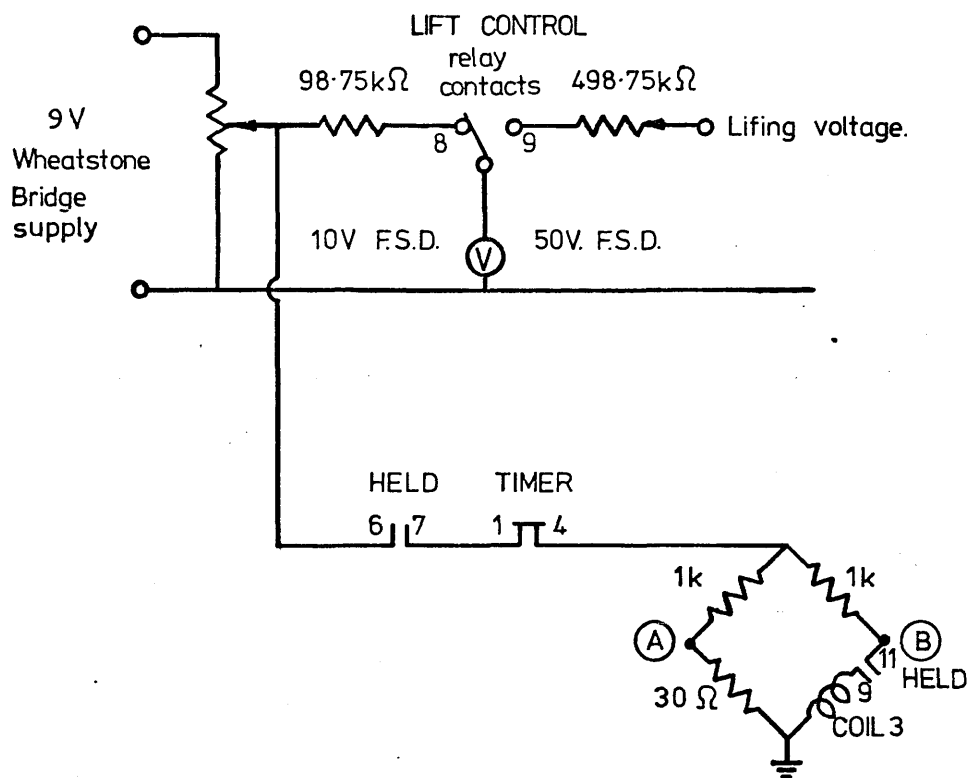 LIFT CONTROL
relay
contacts
98·75kΩ
498·75kΩ
9V
Wheatstone
Bridge
supply
8
9
Lifing voltage.
10V F.S.D.
V
50V. F.S.D.
HELD
TIMER
6 7
1 4
1k
1k
A
B
11
HELD
30 Ω
9
COIL 3